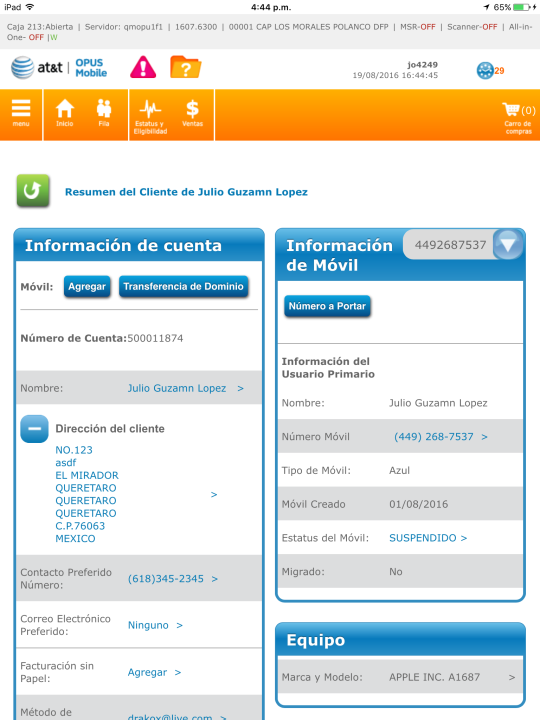 iPad 4:44 p.m. 65%
Caja 213:Abierta | Servidor: qmopu1f1 | 1607.6300 | 00001 CAP LOS MORALES POLANCO DFP | MSR-OFF | Scanner-OFF | All-in-
One- OFF |W
at&t | OPUS Mobile
?
jo4249
19/08/2016 16:44:45
29
menu
Inicio
Fila
Estatus y Eligibilidad
Ventas
(0)
Carro de compras
Resumen del Cliente de Julio Guzamn Lopez
Información de cuenta
Móvil: Agregar Transferencia de Dominio
Número de Cuenta:500011874
Nombre: Julio Guzamn Lopez >
Dirección del cliente
NO.123
asdf
EL MIRADOR
QUERETARO
QUERETARO >
QUERETARO
C.P.76063
MEXICO
Contacto Preferido
Número: (618)345-2345 >
Correo Electrónico
Preferido: Ninguno >
Facturación sin
Papel: Agregar >
Método de
drakox@live.com >
Información
de Móvil
4492687537
Número a Portar
Información del
Usuario Primario
Nombre: Julio Guzamn Lopez
Número Móvil (449) 268-7537 >
Tipo de Móvil: Azul
Móvil Creado 01/08/2016
Estatus del Móvil: SUSPENDIDO >
Migrado: No
Equipo
Marca y Modelo: APPLE INC. A1687 >